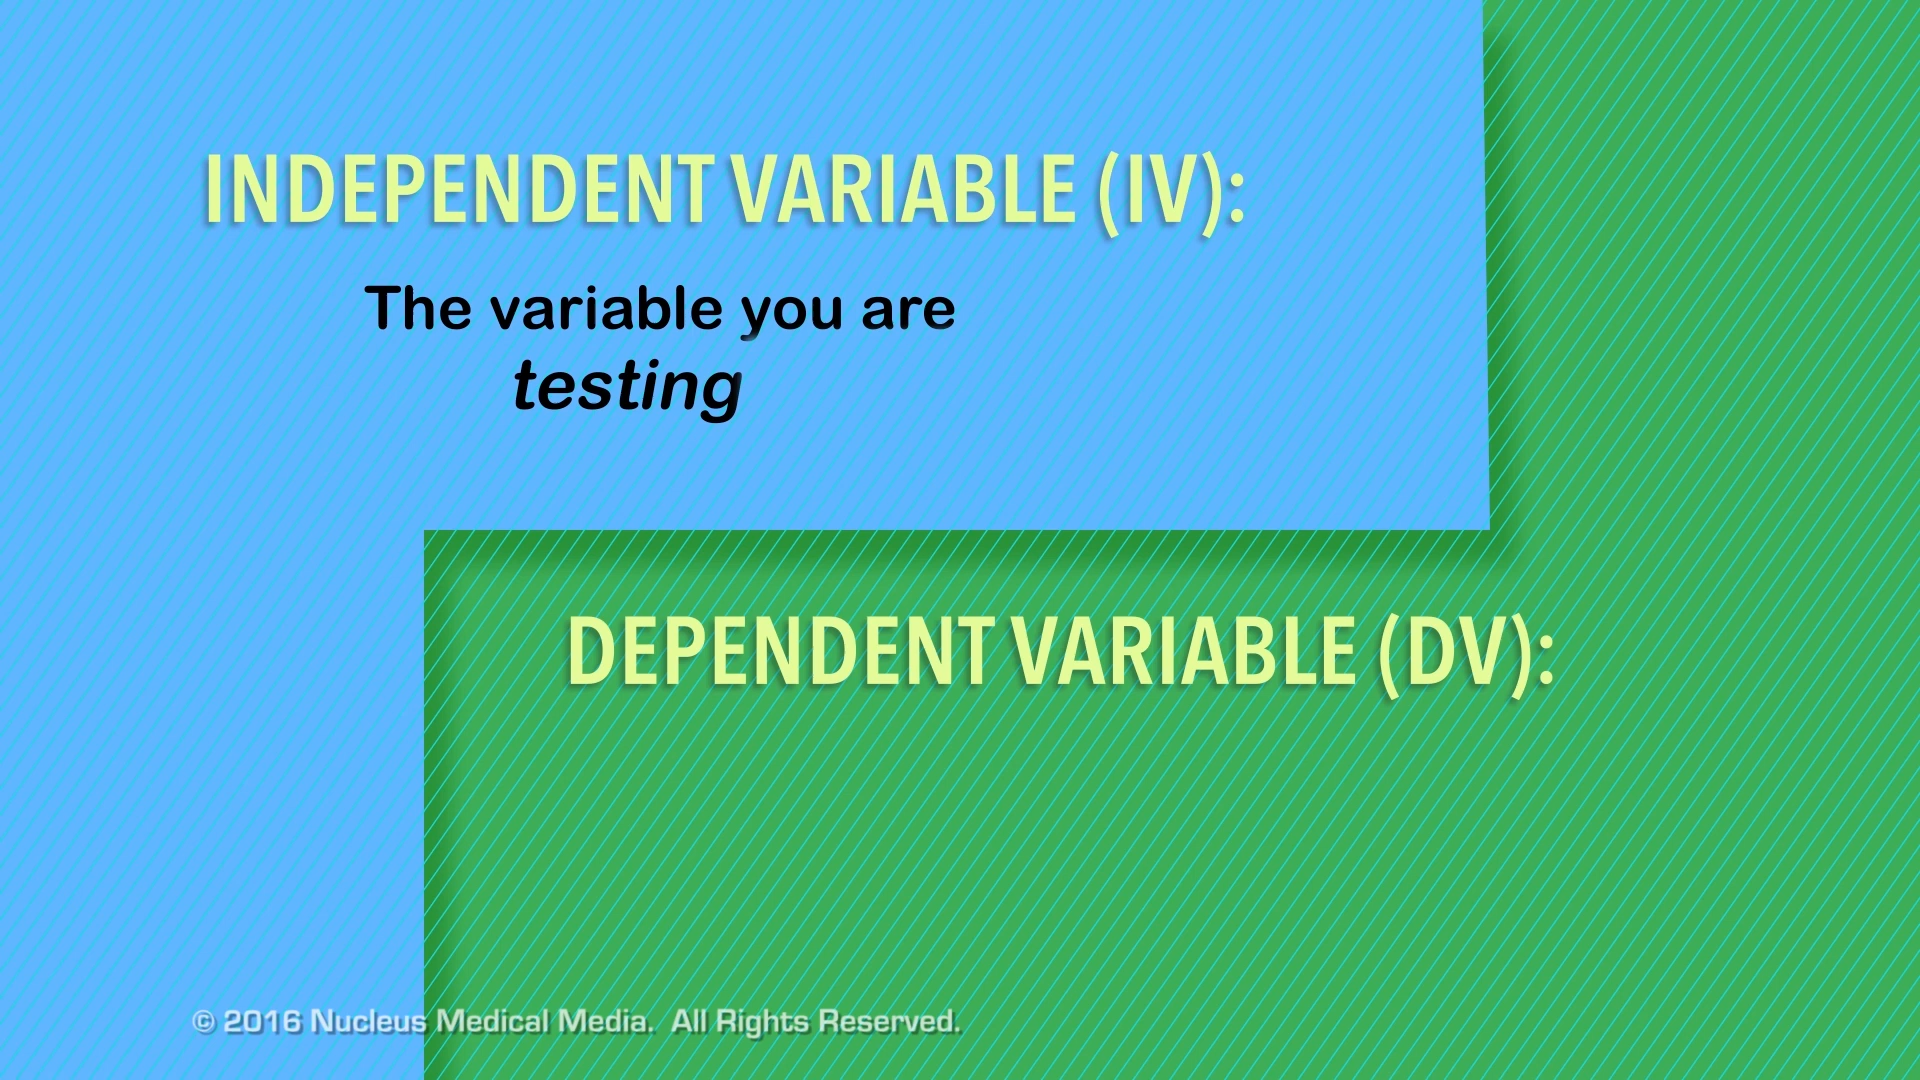 INDEPENDENT VARIABLE (IV):
The variable you are
testing
DEPENDENT VARIABLE (DV):
© 2016 Nucleus Medical Media. All Rights Reserved.